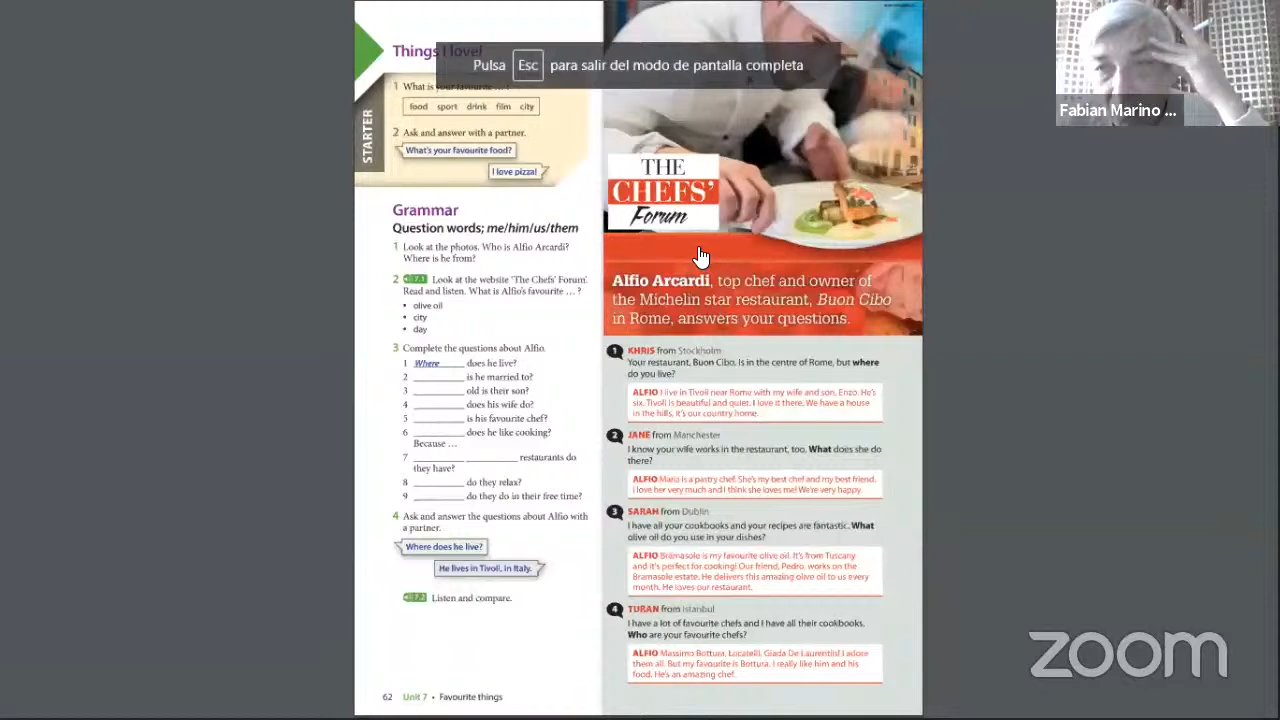 Things I love!
Pulsa Esc para salir del modo de pantalla completa
STARTER
1 What is your favourite … ?
food sport drink film city
2 Ask and answer with a partner.
What's your favourite food?
I love pizza!
Grammar
Question words; me/him/us/them
1 Look at the photos. Who is Alfio Arcardi?
Where is he from?
2 7.1 Look at the website 'The Chefs' Forum'.
Read and listen. What is Alfio's favourite … ?
• olive oil
• city
• day
3 Complete the questions about Alfio.
1 Where does he live?
2 ________ is he married to?
3 ________ old is their son?
4 ________ does his wife do?
5 ________ is his favourite chef?
6 ________ does he like cooking?
Because …
7 ________ ________ restaurants do
they have?
8 ________ do they relax?
9 ________ do they do in their free time?
4 Ask and answer the questions about Alfio with
a partner.
Where does he live?
He lives in Tivoli, in Italy.
7.2 Listen and compare.
62 Unit 7 • Favourite things
THE
CHEFS'
Forum
Alfio Arcardi, top chef and owner of
the Michelin star restaurant, Buon Cibo
in Rome, answers your questions.
1 KHRIS from Stockholm
Your restaurant, Buon Cibo, is in the centre of Rome, but where
do you live?
ALFIO I live in Tivoli near Rome with my wife and son, Enzo. He's
six. Tivoli is beautiful and quiet. I love it there. We have a house
in the hills, it's our country home.
2 JANE from Manchester
I know your wife works in the restaurant, too. What does she do
there?
ALFIO Maria is a pastry chef. She's my best chef and my best friend.
I love her very much and I think she loves me! We're very happy.
3 SARAH from Dublin
I have all your cookbooks and your recipes are fantastic. What
olive oil do you use in your dishes?
ALFIO Bramasole is my favourite olive oil. It's from Tuscany
and it's perfect for cooking! Our friend, Pedro, works on the
Bramasole estate. He delivers this amazing olive oil to us every
month. He loves our restaurant.
4 TURAN from Istanbul
I have a lot of favourite chefs and I have all their cookbooks.
Who are your favourite chefs?
ALFIO Massimo Bottura, Locatelli, Giada De Laurentiis! I adore
them all. But my favourite is Bottura. I really like him and his
food. He's an amazing chef.
Fabian Marino ...
zoom